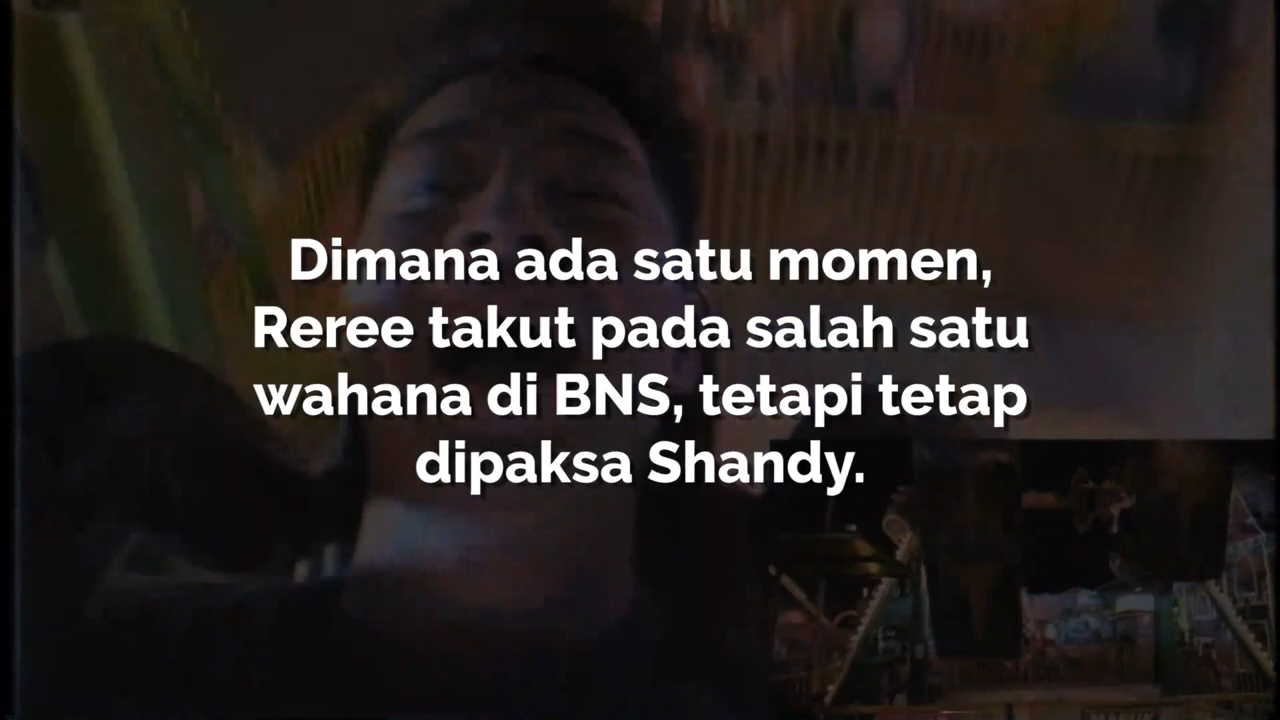 Dimana ada satu momen,
Reree takut pada salah satu
wahana di BNS, tetapi tetap
dipaksa Shandy.